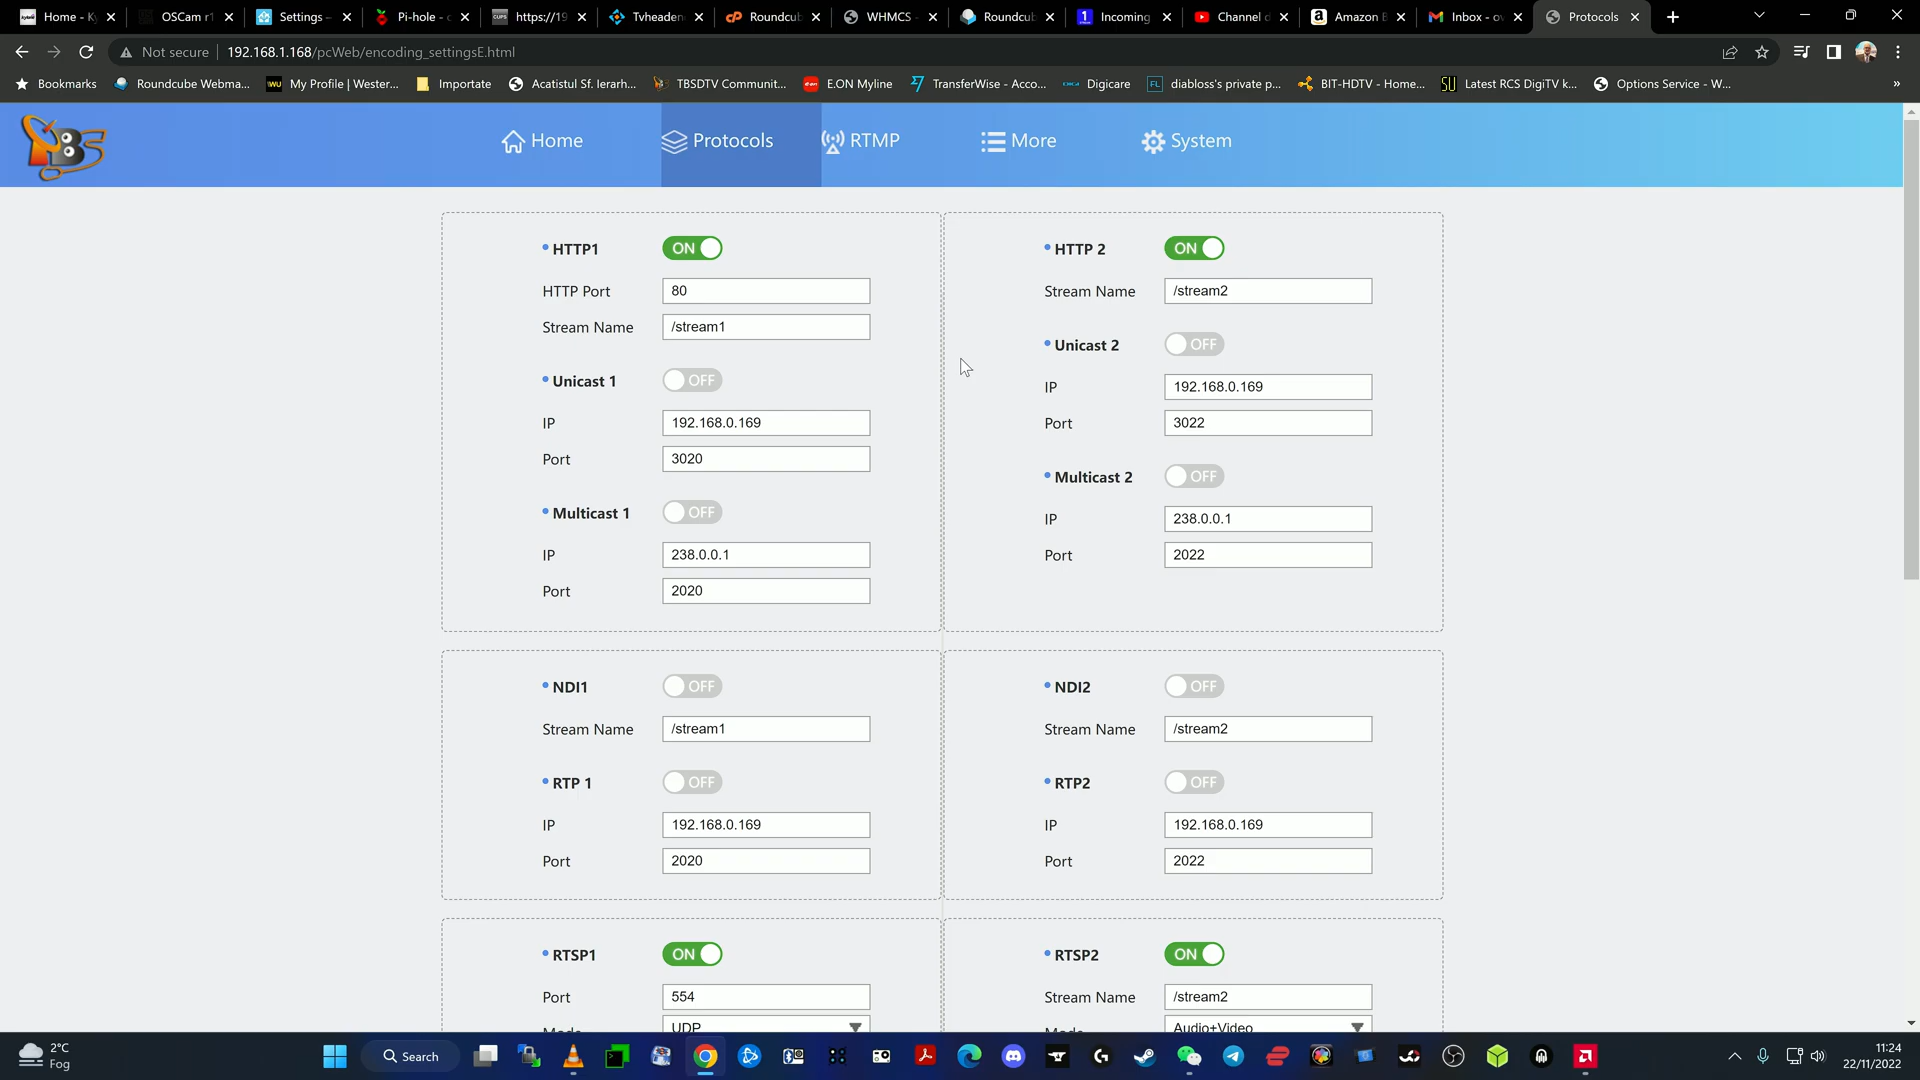 Home - Ky
OSCam r1
Settings -
Pi-hole - c
https://19
Tvheaden
Roundcub
WHMCS -
Roundcub
Incoming
Channel d
Amazon B
Inbox - ov
Protocols
Not secure
192.168.1.168/pcWeb/encoding_settingsE.html
Bookmarks
Roundcube Webma...
My Profile | Wester...
Importate
Acatistul Sf. Ierarh...
TBSDTV Communit...
E.ON Myline
TransferWise - Acco...
Digicare
diabloss's private p...
BIT-HDTV - Home...
Latest RCS DigiTV k...
Options Service - W...
»
TBS
Home
Protocols
RTMP
More
System
HTTP1 ON
HTTP Port 80
Stream Name /stream1
Unicast 1 OFF
IP 192.168.0.169
Port 3020
Multicast 1 OFF
IP 238.0.0.1
Port 2020
HTTP 2 ON
Stream Name /stream2
Unicast 2 OFF
IP 192.168.0.169
Port 3022
Multicast 2 OFF
IP 238.0.0.1
Port 2022
NDI1 OFF
Stream Name /stream1
RTP 1 OFF
IP 192.168.0.169
Port 2020
NDI2 OFF
Stream Name /stream2
RTP2 OFF
IP 192.168.0.169
Port 2022
RTSP1 ON
Port 554
Mode UDP
RTSP2 ON
Stream Name /stream2
Mode Audio+Video
2°C
Fog
Search
11:24
22/11/2022